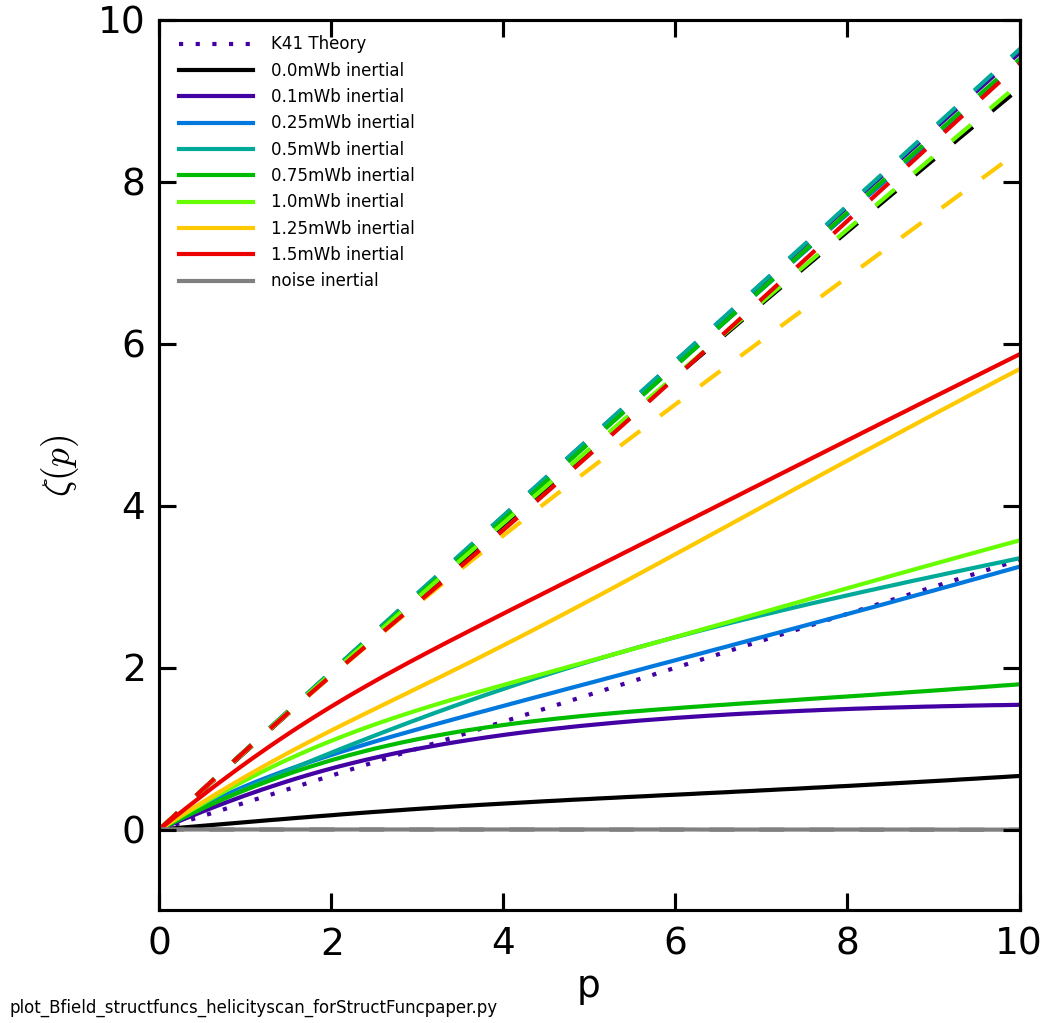 10
8
6
4
2
0
ζ(p)
K41 Theory
0.0mWb inertial
0.1mWb inertial
0.25mWb inertial
0.5mWb inertial
0.75mWb inertial
1.0mWb inertial
1.25mWb inertial
1.5mWb inertial
noise inertial
0 2 4 6 8 10
p
plot_Bfield_structfuncs_helicityscan_forStructFuncpaper.py